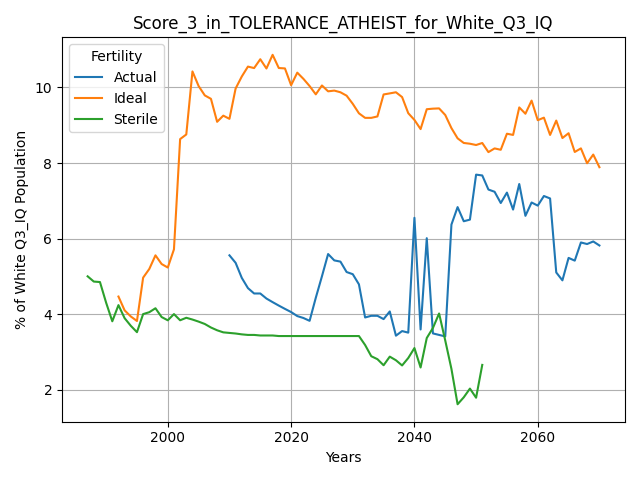 Score_3_in_TOLERANCE_ATHEIST_for_White_Q3_IQ
Fertility
Actual
Ideal
Sterile
% of White Q3_IQ Population
10
8
6
4
2
2000
2020
2040
2060
Years